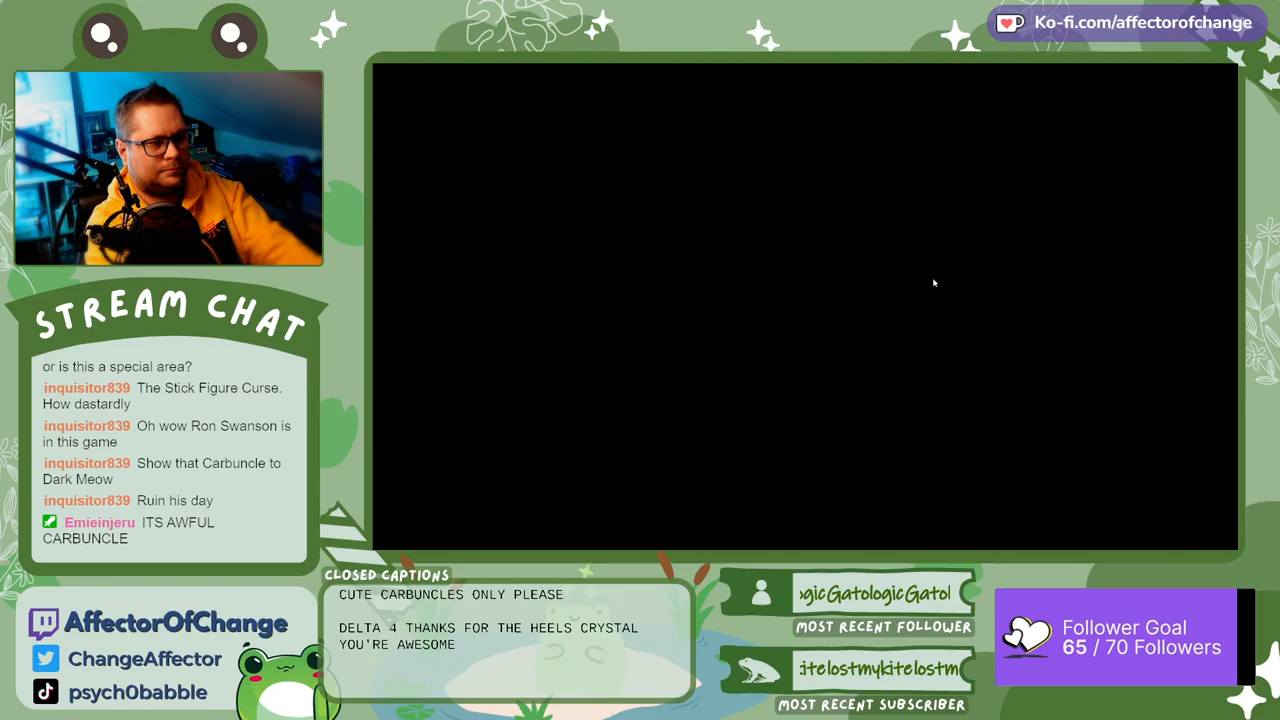 Ko-fi.com/affectorofchange
STREAM CHAT
or is this a special area?
inquisitor839 The Stick Figure Curse.
How dastardly
inquisitor839 Oh wow Ron Swanson is
in this game
inquisitor839 Show that Carbuncle to
Dark Meow
inquisitor839 Ruin his day
Emieinjeru ITS AWFUL
CARBUNCLE
AffectorOfChange
ChangeAffector
psych0babble
CLOSED CAPTIONS
CUTE CARBUNCLES ONLY PLEASE
DELTA 4 THANKS FOR THE HEELS CRYSTAL
YOU'RE AWESOME
ogicGatologicGatol
MOST RECENT FOLLOWER
itelostmykitelostm
MOST RECENT SUBSCRIBER
Follower Goal
65 / 70 Followers